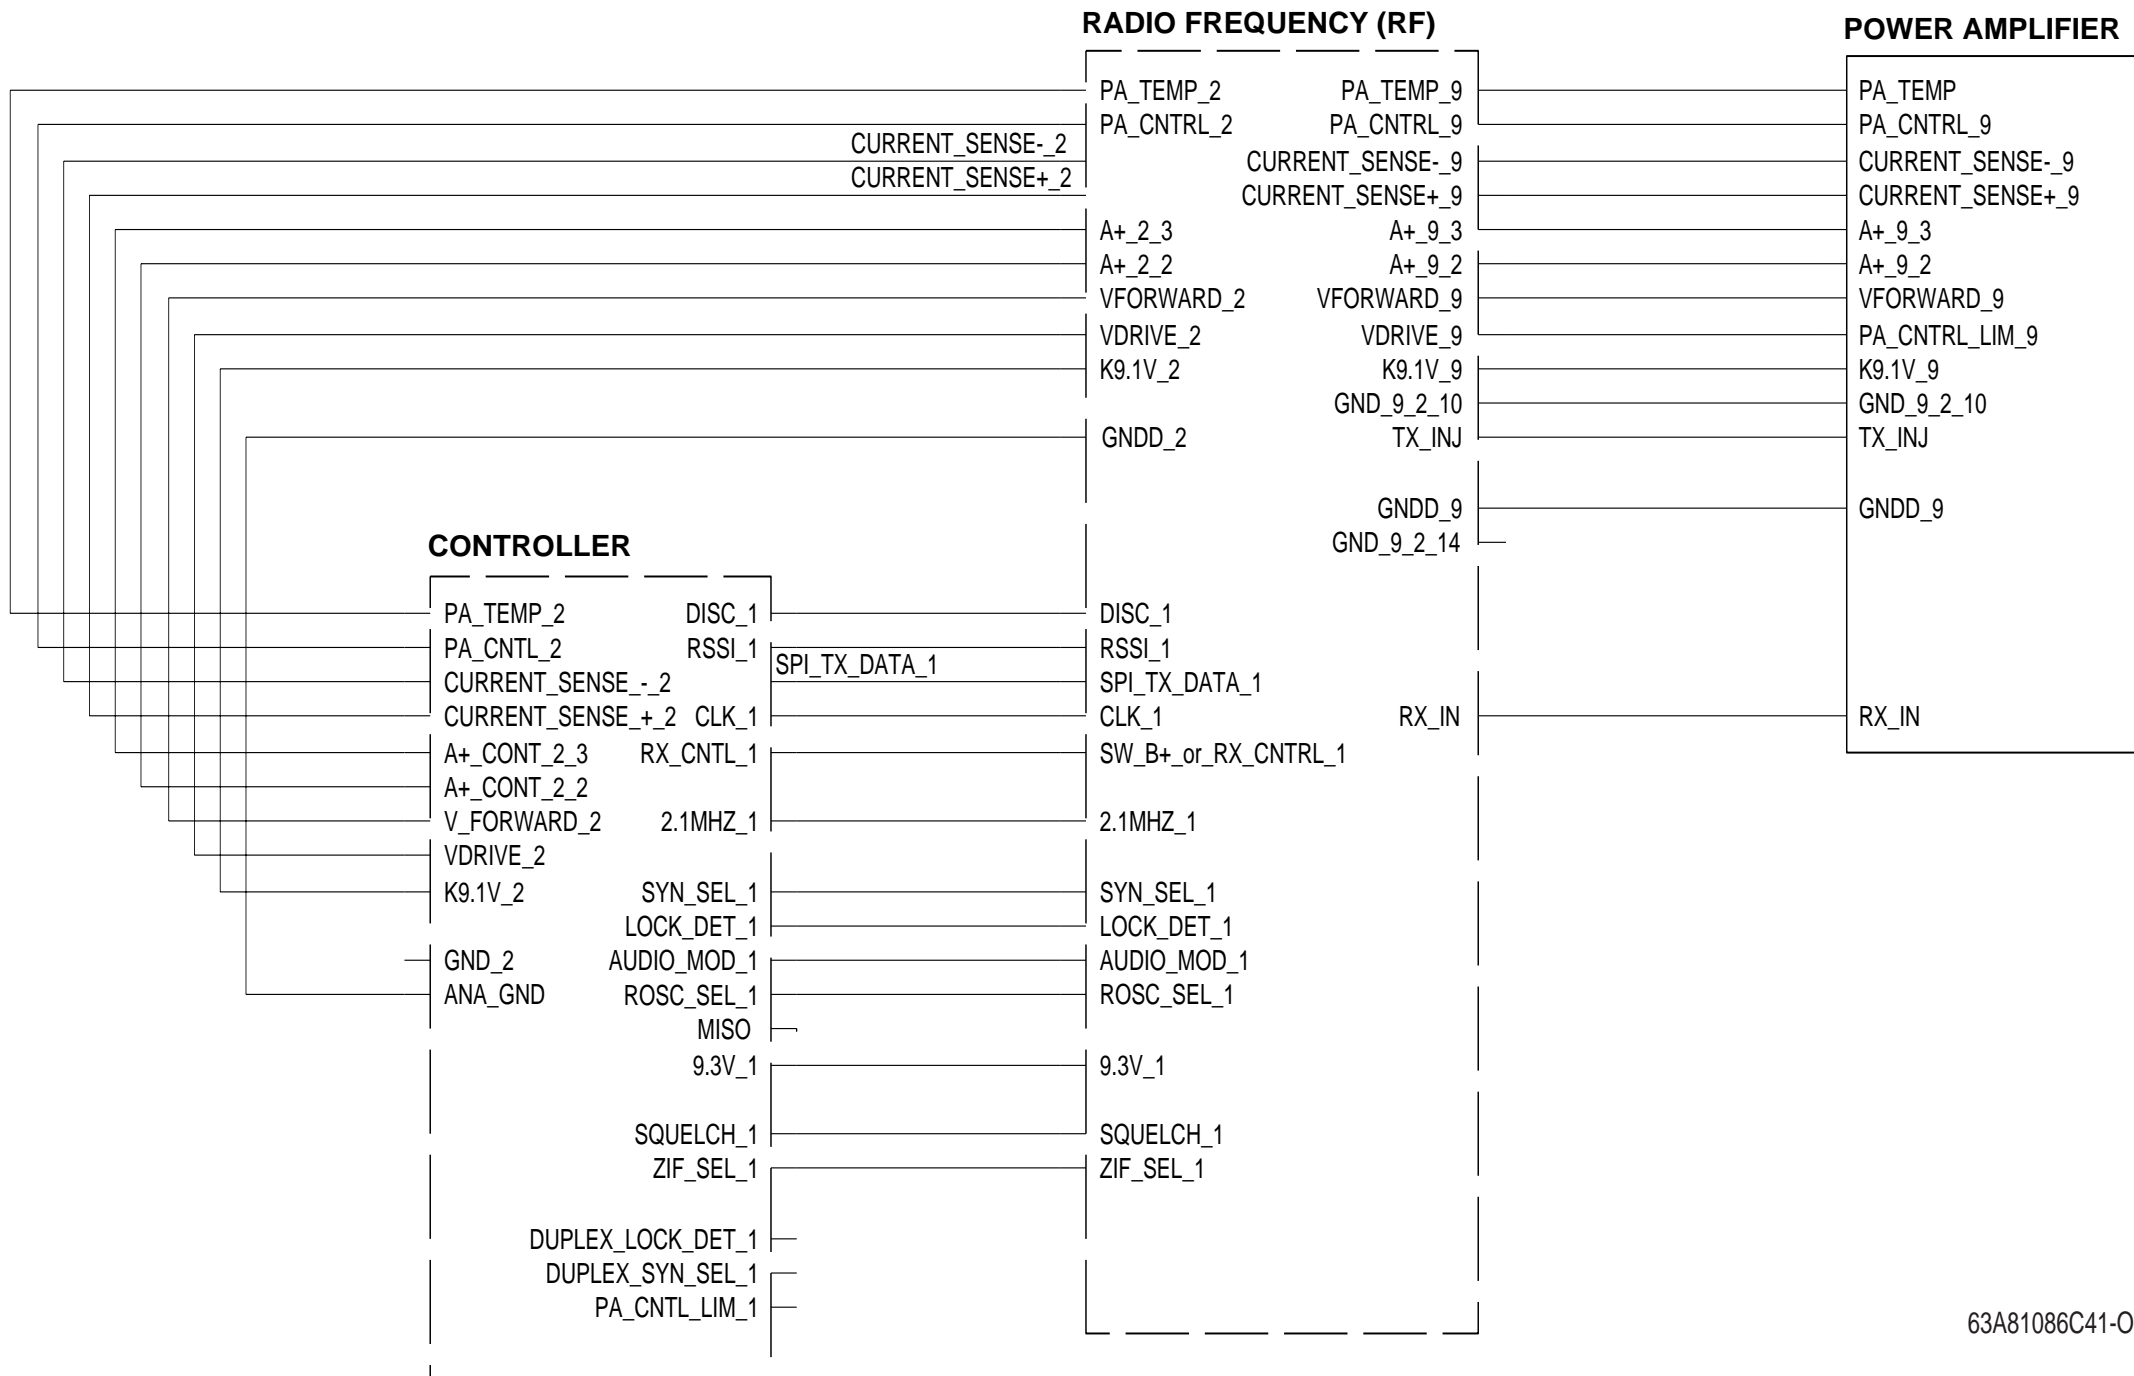 RADIO FREQUENCY (RF)
POWER AMPLIFIER
PA_TEMP_2 PA_TEMP_9 PA_TEMP
PA_CNTRL_2 PA_CNTRL_9 PA_CNTRL_9
CURRENT_SENSE-_2
CURRENT_SENSE-_9 CURRENT_SENSE-_9
CURRENT_SENSE+_2
CURRENT_SENSE+_9 CURRENT_SENSE+_9
A+_2_3 A+_9_3 A+_9_3
A+_2_2 A+_9_2 A+_9_2
VFORWARD_2 VFORWARD_9 VFORWARD_9
VDRIVE_2 VDRIVE_9 PA_CNTRL_LIM_9
K9.1V_2 K9.1V_9 K9.1V_9
GND_9_2_10 GND_9_2_10
GNDD_2 TX_INJ TX_INJ
GNDD_9 GNDD_9
GND_9_2_14
CONTROLLER
PA_TEMP_2 DISC_1 DISC_1
PA_CNTL_2 RSSI_1 RSSI_1
SPI_TX_DATA_1
CURRENT_SENSE_-_2 SPI_TX_DATA_1
CURRENT_SENSE_+_2 CLK_1 CLK_1 RX_IN RX_IN
A+_CONT_2_3 RX_CNTL_1 SW_B+_or_RX_CNTRL_1
A+_CONT_2_2
V_FORWARD_2 2.1MHZ_1 2.1MHZ_1
VDRIVE_2
K9.1V_2 SYN_SEL_1 SYN_SEL_1
LOCK_DET_1 LOCK_DET_1
GND_2 AUDIO_MOD_1 AUDIO_MOD_1
ANA_GND ROSC_SEL_1 ROSC_SEL_1
MISO
9.3V_1 9.3V_1
SQUELCH_1 SQUELCH_1
ZIF_SEL_1 ZIF_SEL_1
DUPLEX_LOCK_DET_1
DUPLEX_SYN_SEL_1
PA_CNTL_LIM_1
63A81086C41-O